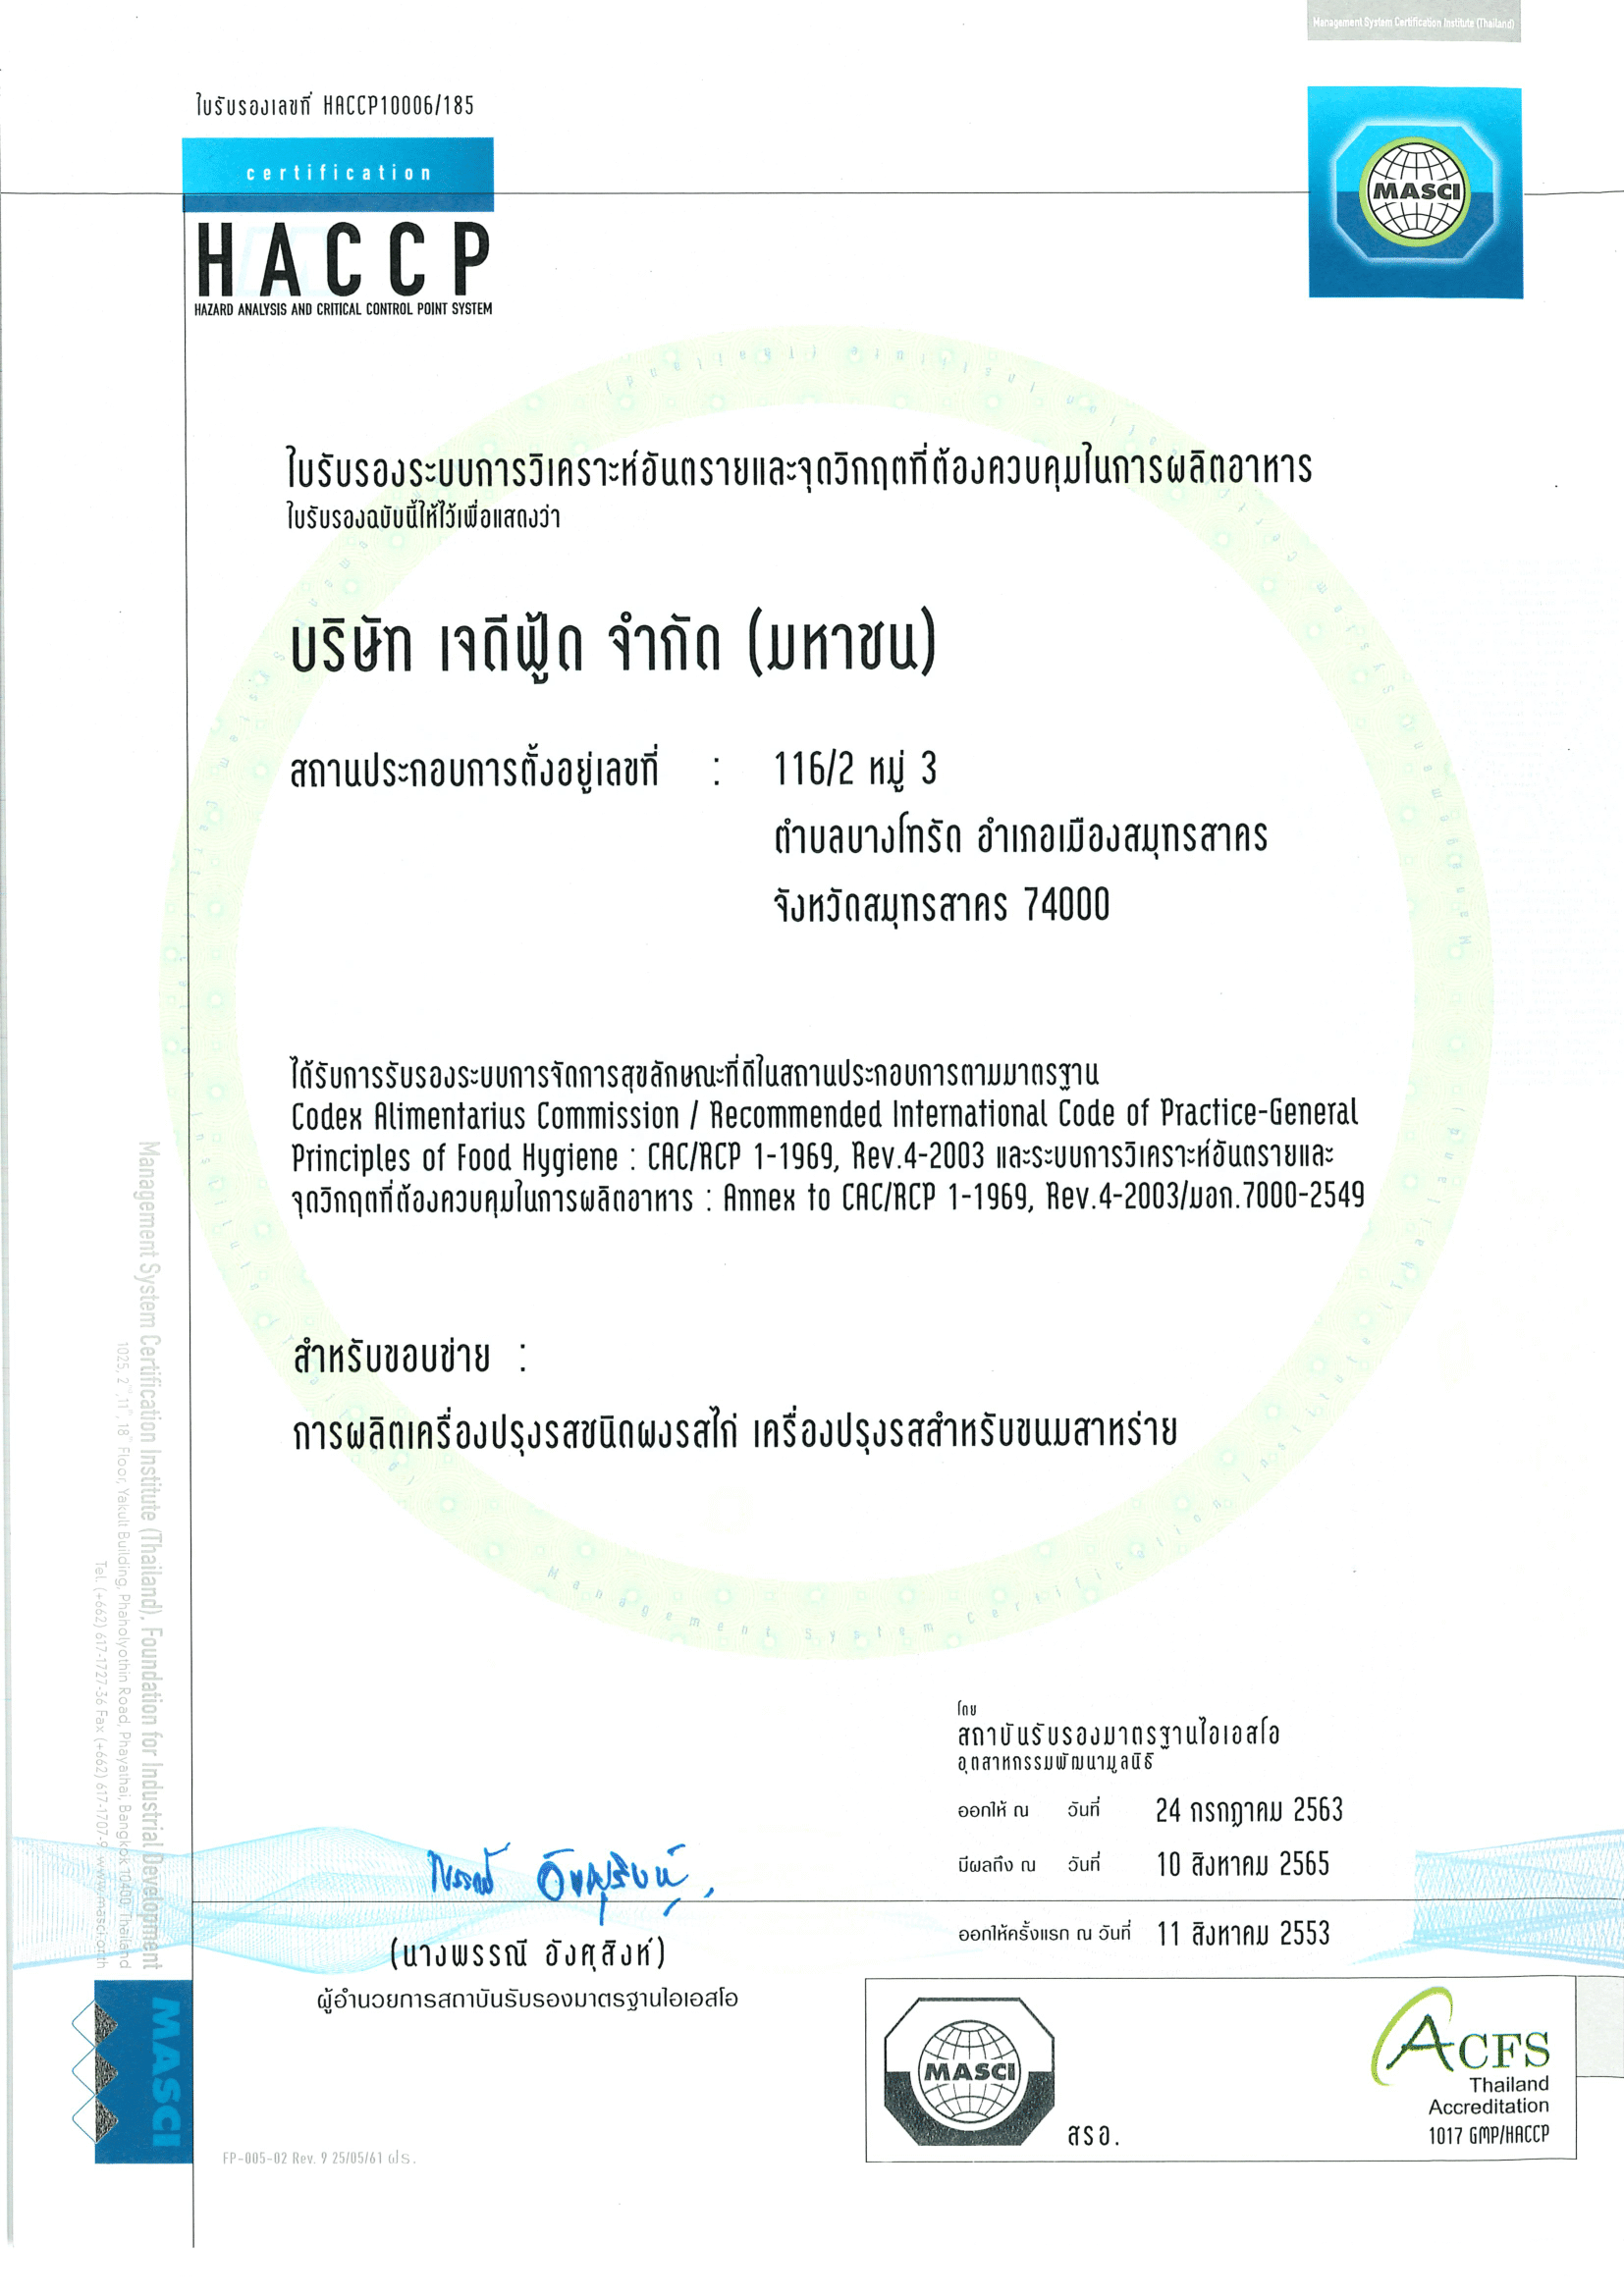 Management System Certification Institute (Thailand)
ใบรับรองเลขที่ HACCP10006/185
certification
HACCP
HAZARD ANALYSIS AND CRITICAL CONTROL POINT SYSTEM
MASCI
ใบรับรองระบบการวิเคราะห์อันตรายและจุดวิกฤตที่ต้องควบคุมในการผลิตอาหาร
ใบรับรองฉบับนี้ให้ไว้เพื่อแสดงว่า
บริษัท เจดีฟู้ด จำกัด (มหาชน)
สถานประกอบการตั้งอยู่เลขที่ : 116/2 หมู่ 3
ตำบลบางโทรัด อำเภอเมืองสมุทรสาคร
จังหวัดสมุทรสาคร 74000
ได้รับการรับรองระบบการจัดการสุขลักษณะที่ดีในสถานประกอบการตามมาตรฐาน
Codex Alimentarius Commission / Recommended International Code of Practice-General
Principles of Food Hygiene : CAC/RCP 1-1969, Rev.4-2003 และระบบการวิเคราะห์อันตรายและ
จุดวิกฤตที่ต้องควบคุมในการผลิตอาหาร : Annex to CAC/RCP 1-1969, Rev.4-2003/มอก.7000-2549
สำหรับขอบข่าย :
การผลิตเครื่องปรุงรสชนิดผงรสไก่ เครื่องปรุงรสสำหรับขนมสาหร่าย
Management System Certification Institute (Thailand), Foundation for Industrial Development
1025, 2nd, 11th, 18th Floor, Yakult Building, Phaholyothin Road, Phayathai, Bangkok 10400, Thailand
Tel. (+662) 617-1727-36 Fax (+662) 617-1707-9 www.masci.or.th
MASCI
โดย
สถาบันรับรองมาตรฐานไอเอสโอ
อุตสาหกรรมพัฒนามูลนิธิ
ออกให้ ณ วันที่ 24 กรกฎาคม 2563
มีผลถึง ณ วันที่ 10 สิงหาคม 2565
ออกให้ครั้งแรก ณ วันที่ 11 สิงหาคม 2553
(นางพรรณี อังศุสิงห์)
ผู้อำนวยการสถาบันรับรองมาตรฐานไอเอสโอ
MASCI
สรอ.
ACFS
Thailand
Accreditation
1017 GMP/HACCP
FP-005-02 Rev. 9 25/05/61 ฝร.